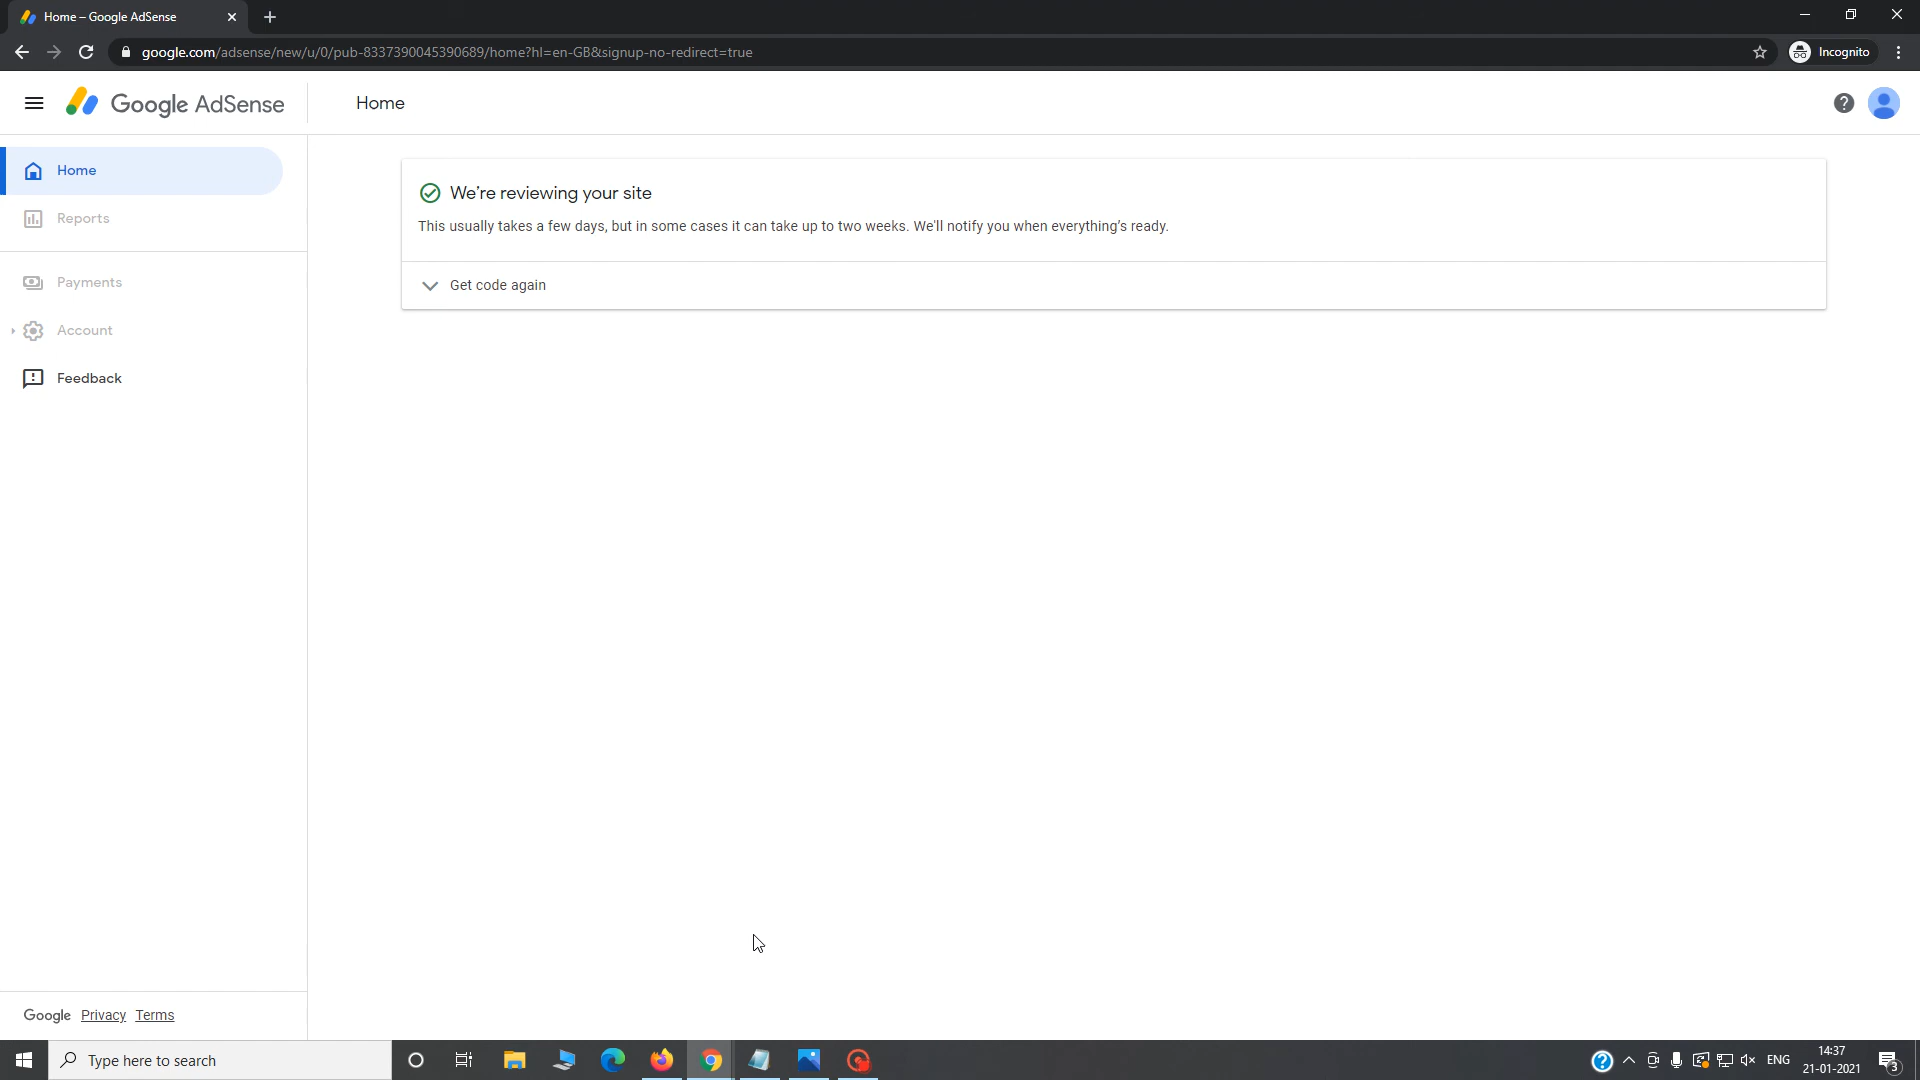 Home – Google AdSense
google.com/adsense/new/u/0/pub-8337390045390689/home?hl=en-GB&signup-no-redirect=true
Incognito
Google AdSense
Home
Home
Reports
Payments
Account
Feedback
We're reviewing your site
This usually takes a few days, but in some cases it can take up to two weeks. We'll notify you when everything's ready.
Get code again
Google Privacy Terms
Type here to search
ENG
14:37
21-01-2021
3